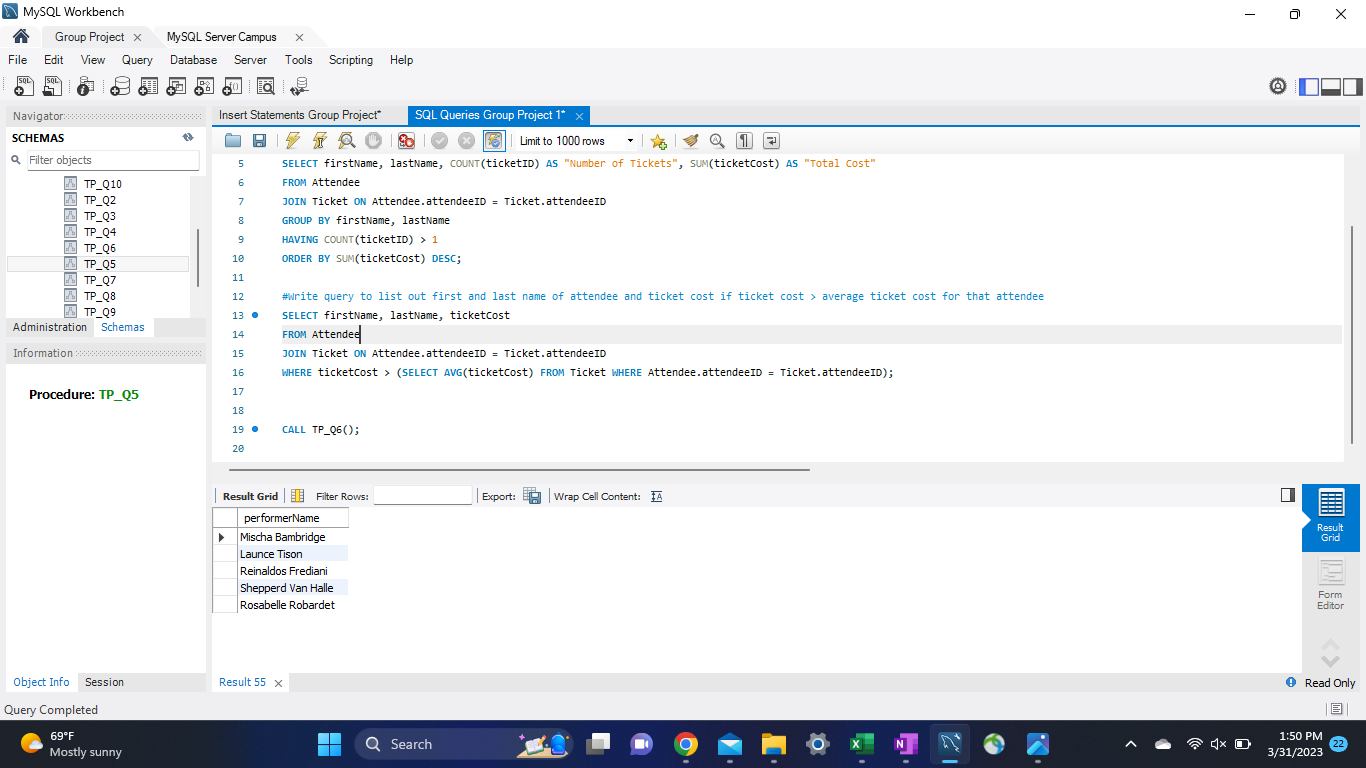 MySQL Workbench
Group Project
MySQL Server Campus
File Edit View Query Database Server Tools Scripting Help
Navigator
SCHEMAS
Filter objects
TP_Q10
TP_Q2
TP_Q3
TP_Q4
TP_Q6
TP_Q5
TP_Q7
TP_Q8
TP_Q9
Administration Schemas
Information
Procedure: TP_Q5
Object Info Session
Insert Statements Group Project*
SQL Queries Group Project 1*
Limit to 1000 rows
5 SELECT firstName, lastName, COUNT(ticketID) AS "Number of Tickets", SUM(ticketCost) AS "Total Cost"
6 FROM Attendee
7 JOIN Ticket ON Attendee.attendeeID = Ticket.attendeeID
8 GROUP BY firstName, lastName
9 HAVING COUNT(ticketID) > 1
10 ORDER BY SUM(ticketCost) DESC;
11
12 #Write query to list out first and last name of attendee and ticket cost if ticket cost > average ticket cost for that attendee
13 SELECT firstName, lastName, ticketCost
14 FROM Attendee
15 JOIN Ticket ON Attendee.attendeeID = Ticket.attendeeID
16 WHERE ticketCost > (SELECT AVG(ticketCost) FROM Ticket WHERE Attendee.attendeeID = Ticket.attendeeID);
17
18
19 CALL TP_Q6();
20
Result Grid Filter Rows: Export: Wrap Cell Content:
performerName
Mischa Bambridge
Launce Tison
Reinaldos Frediani
Shepperd Van Halle
Rosabelle Robardet
Result Grid
Form Editor
Result 55
Read Only
Query Completed
69°F
Mostly sunny
Search
1:50 PM
3/31/2023
22